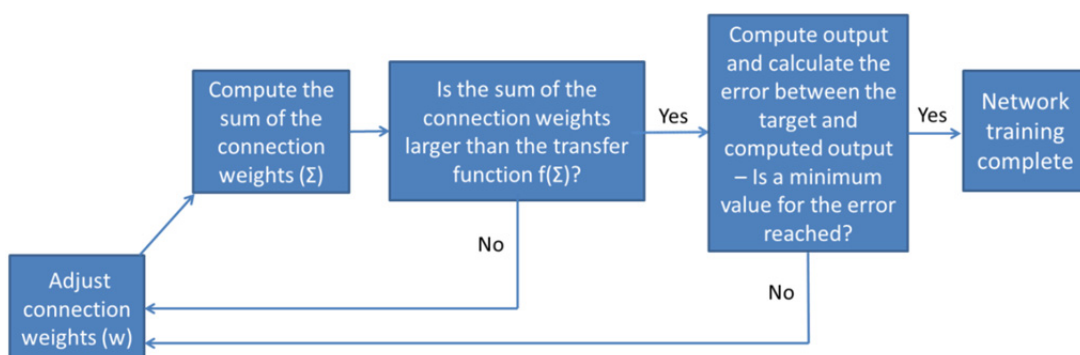 Adjust
connection
weights (w)
Compute the
sum of the
connection
weights (Σ)
Is the sum of the
connection weights
larger than the transfer
function f(Σ)?
Yes
No
Compute output
and calculate the
error between the
target and
computed output
– Is a minimum
value for the error
reached?
Yes
No
Network
training
complete